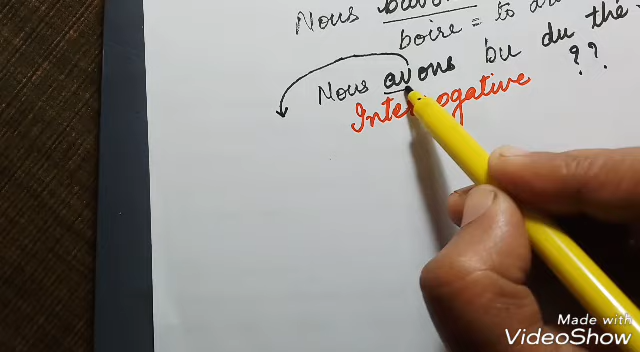 Nous
boire = to
Nous avons bu du thé.
Interrogative ??
Made with
VideoShow